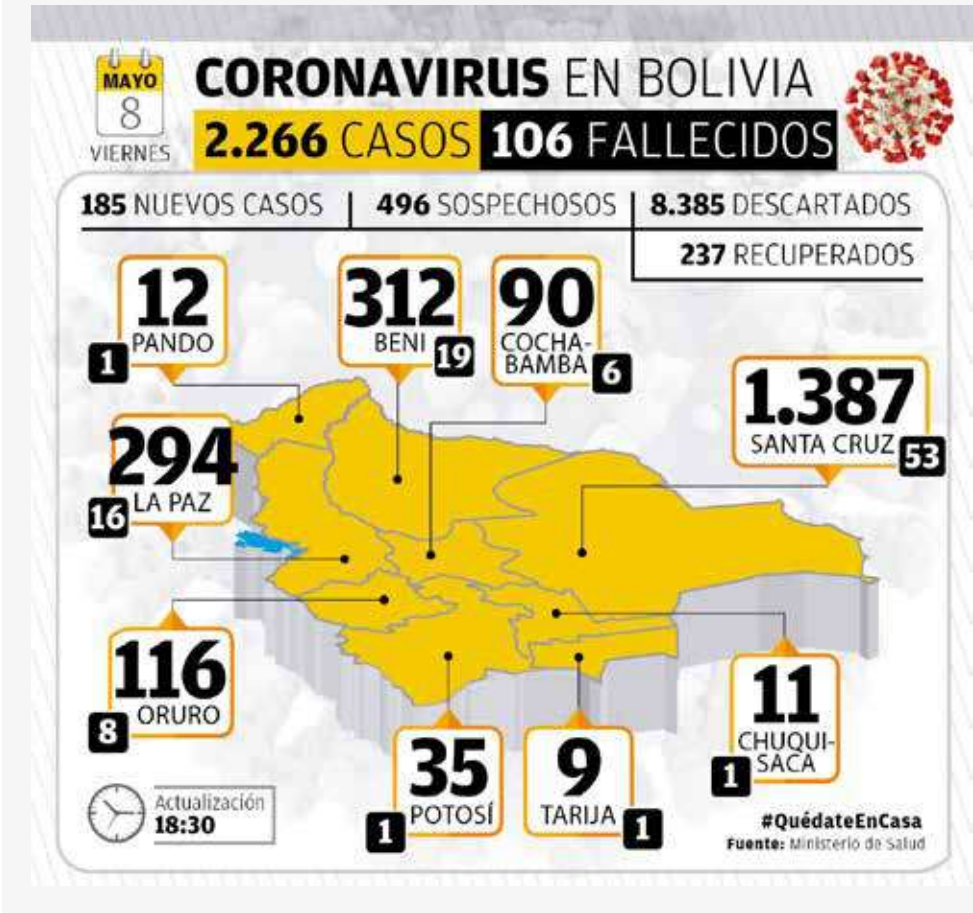 MAYO
8
VIERNES
CORONAVIRUS EN BOLIVIA
2.266 CASOS 106 FALLECIDOS
185 NUEVOS CASOS 496 SOSPECHOSOS 8.385 DESCARTADOS
237 RECUPERADOS
12
PANDO
1
312
BENI
19
90
COCHA-
BAMBA
6
1.387
SANTA CRUZ
53
294
LA PAZ
16
116
ORURO
8
35
POTOSÍ
1
9
TARIJA
1
11
CHUQUI-
SACA
1
Actualización
18:30
#QuédateEnCasa
Fuente: Ministerio de Salud